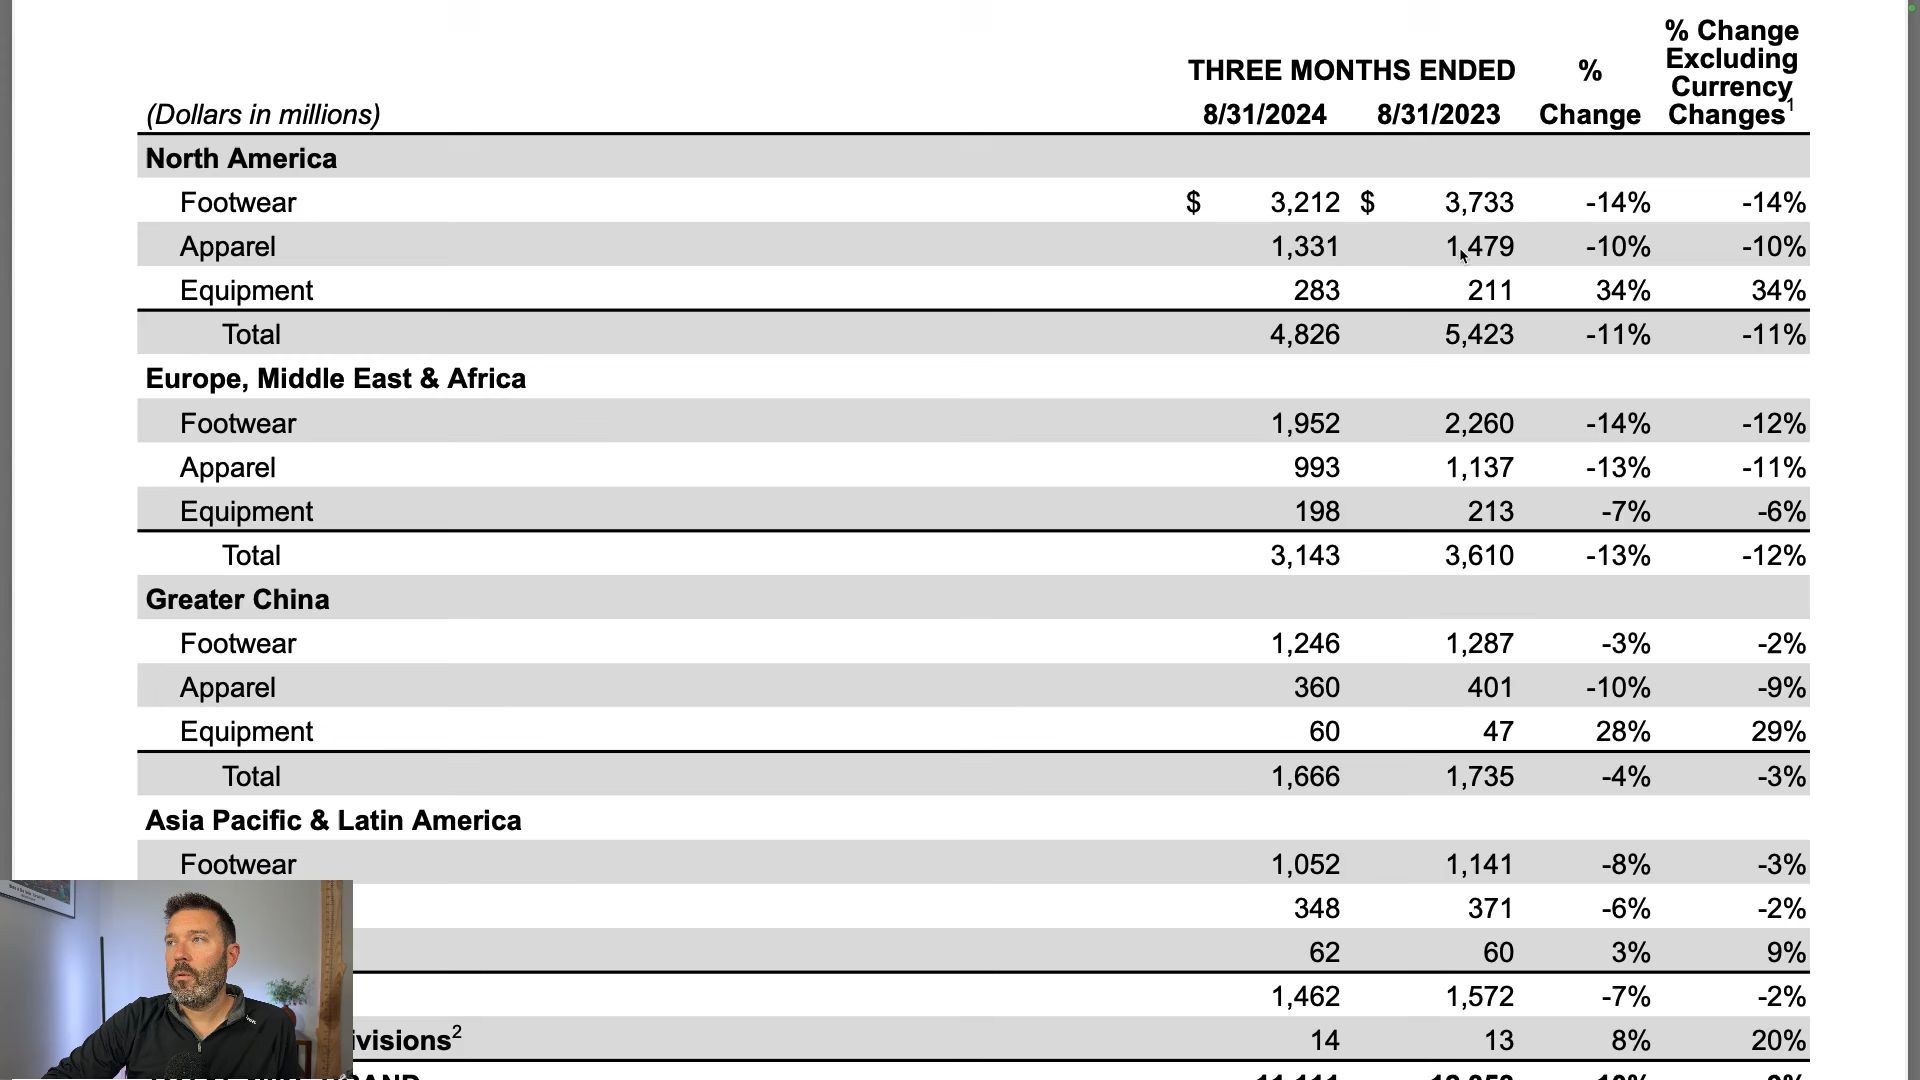 % Change
Excluding
THREE MONTHS ENDED % Currency
(Dollars in millions) 8/31/2024 8/31/2023 Change Changes1
North America
Footwear $ 3,212 $ 3,733 -14% -14%
Apparel 1,331 1,479 -10% -10%
Equipment 283 211 34% 34%
Total 4,826 5,423 -11% -11%
Europe, Middle East & Africa
Footwear 1,952 2,260 -14% -12%
Apparel 993 1,137 -13% -11%
Equipment 198 213 -7% -6%
Total 3,143 3,610 -13% -12%
Greater China
Footwear 1,246 1,287 -3% -2%
Apparel 360 401 -10% -9%
Equipment 60 47 28% 29%
Total 1,666 1,735 -4% -3%
Asia Pacific & Latin America
Footwear 1,052 1,141 -8% -3%
348 371 -6% -2%
62 60 3% 9%
1,462 1,572 -7% -2%
ivisions2 14 13 8% 20%